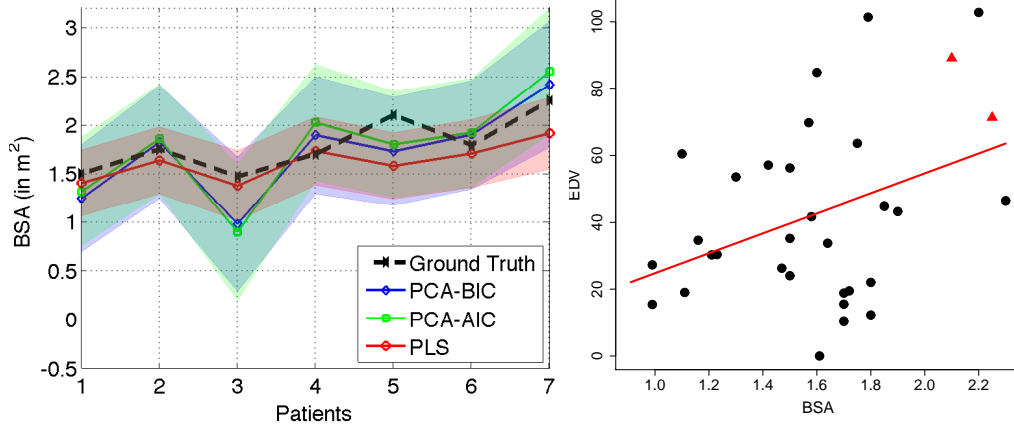 3
2.5
2
1.5
1
0.5
0
-0.5
BSA (in m²)
1 2 3 4 5 6 7
Patients
Ground Truth
PCA-BIC
PCA-AIC
PLS
100
80
60
40
20
0
EDV
1.0 1.2 1.4 1.6 1.8 2.0 2.2
BSA